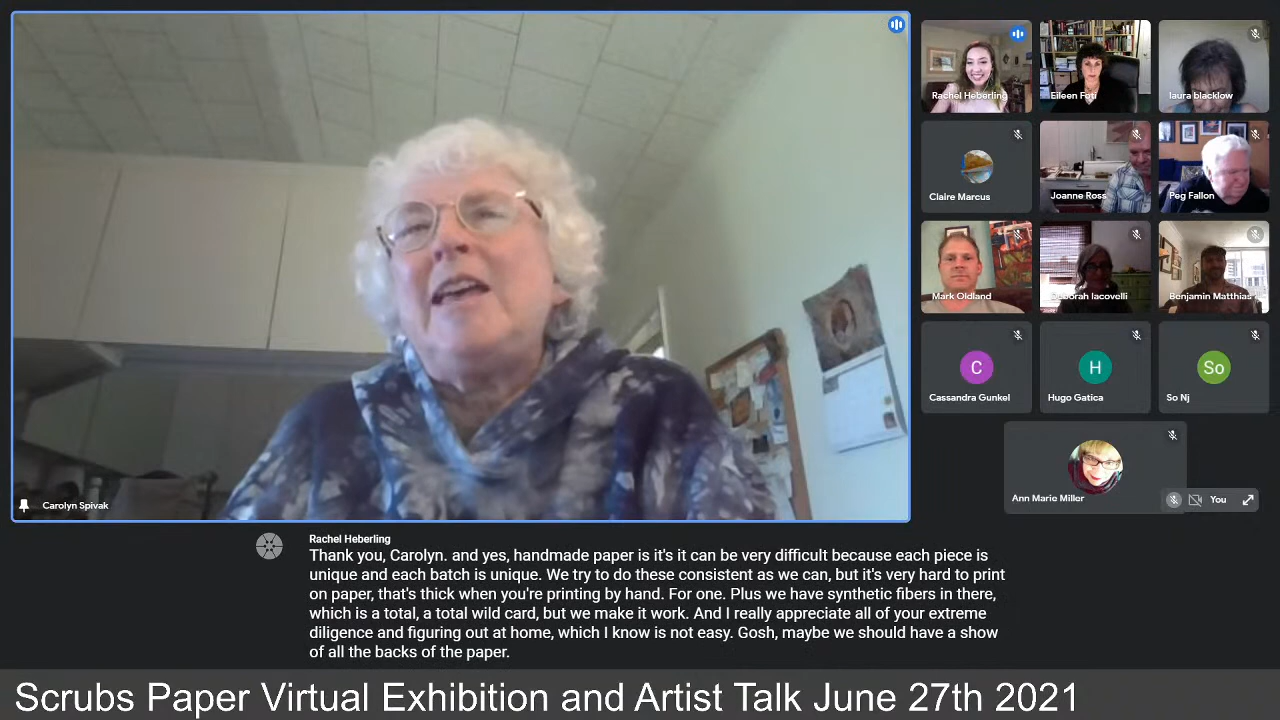 Rachel Heberling
Eileen Foti
laura blacklow
Claire Marcus
Joanne Ross
Peg Fallon
Mark Oldland
Deborah Iacovelli
Benjamin Matthias
C
Cassandra Gunkel
H
Hugo Gatica
So
So Nj
Ann Marie Miller
You
Carolyn Spivak
Rachel Heberling
Thank you, Carolyn. and yes, handmade paper is it's it can be very difficult because each piece is
unique and each batch is unique. We try to do these consistent as we can, but it's very hard to print
on paper, that's thick when you're printing by hand. For one. Plus we have synthetic fibers in there,
which is a total, a total wild card, but we make it work. And I really appreciate all of your extreme
diligence and figuring out at home, which I know is not easy. Gosh, maybe we should have a show
of all the backs of the paper.
Scrubs Paper Virtual Exhibition and Artist Talk June 27th 2021